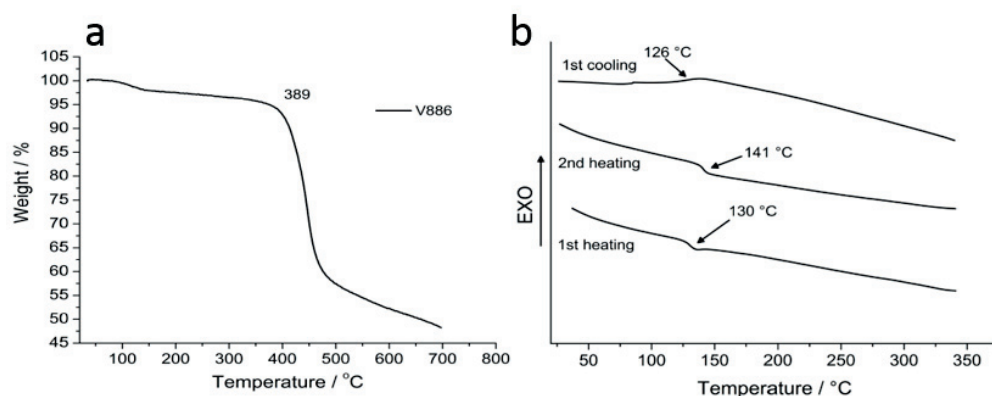 a
105
100
95
90
85
80
75
70
65
60
55
50
45
Weight / %
389
V886
100 200 300 400 500 600 700 800
Temperature / °C
b
126 °C
1st cooling
141 °C
2nd heating
130 °C
1st heating
EXO
50 100 150 200 250 300 350
Temperature / °C